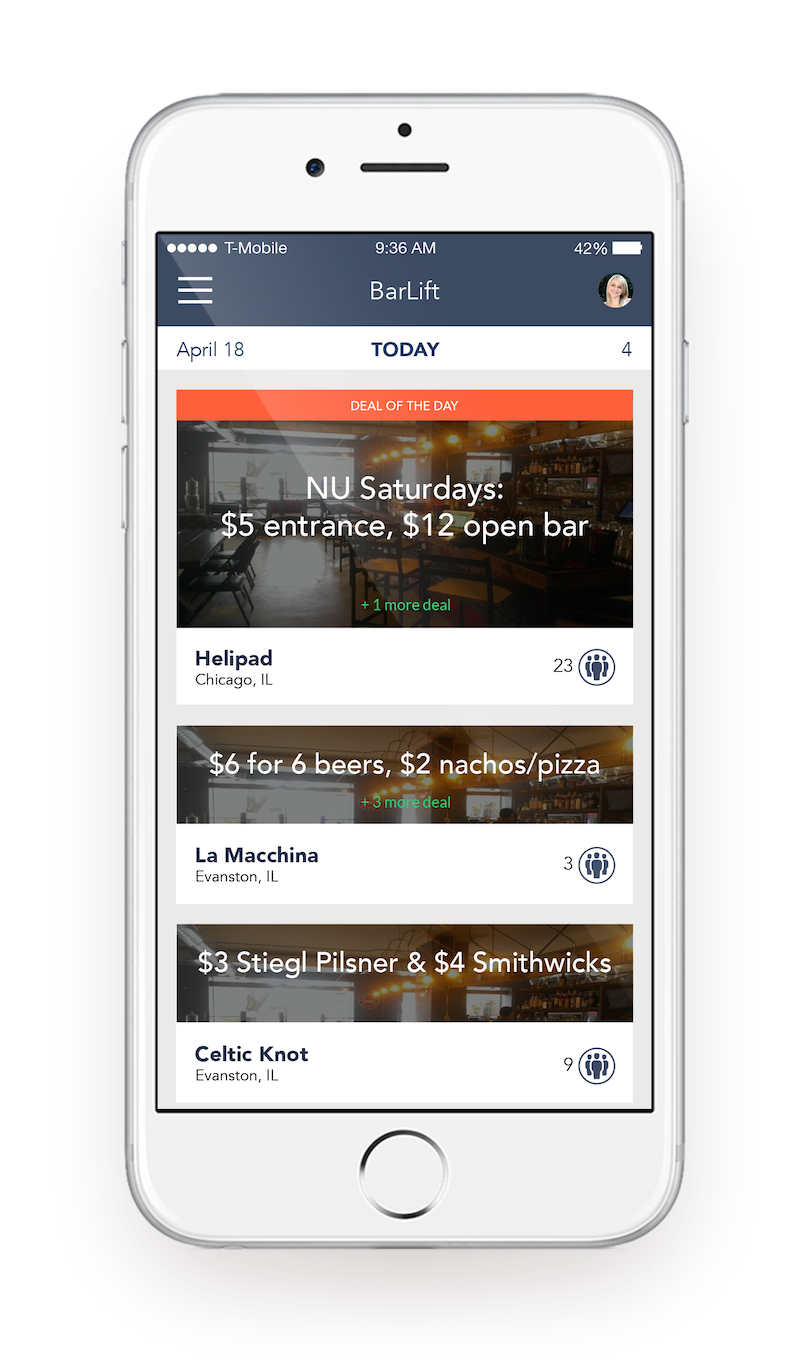 T-Mobile 9:36 AM 42%
BarLift
April 18 TODAY 4
DEAL OF THE DAY
NU Saturdays:
$5 entrance, $12 open bar
+ 1 more deal
Helipad 23
Chicago, IL
$6 for 6 beers, $2 nachos/pizza
+ 3 more deal
La Macchina 3
Evanston, IL
$3 Stiegl Pilsner & $4 Smithwicks
Celtic Knot 9
Evanston, IL